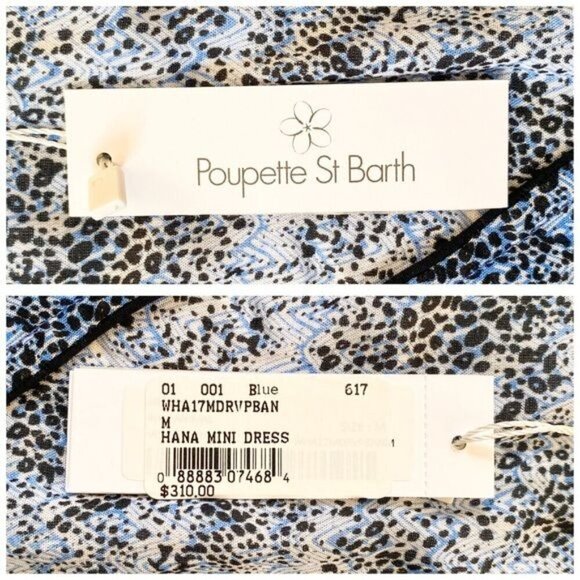 Poupette St Barth
01 001 Blue 617
WHA17MDRVPBAN
M
HANA MINI DRESS
0 88883 07468 4
$310.00